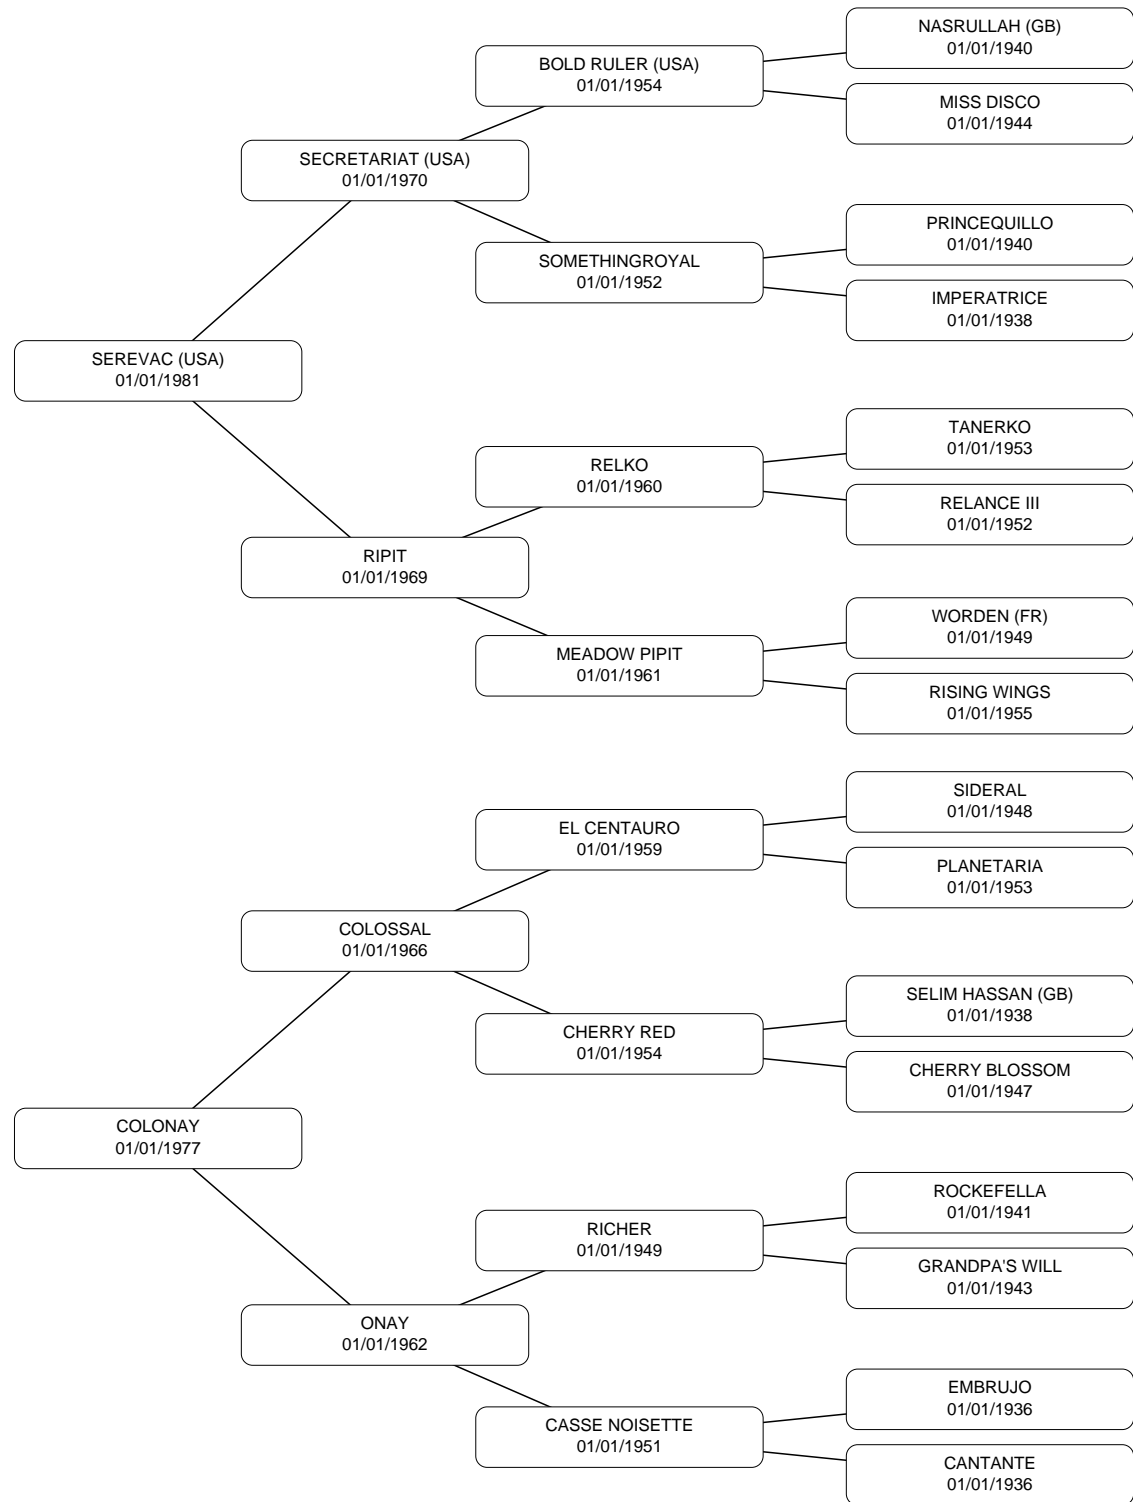 NASRULLAH (GB)
01/01/1940
BOLD RULER (USA)
01/01/1954
MISS DISCO
01/01/1944
SECRETARIAT (USA)
01/01/1970
PRINCEQUILLO
01/01/1940
SOMETHINGROYAL
01/01/1952
IMPERATRICE
01/01/1938
SEREVAC (USA)
01/01/1981
TANERKO
01/01/1953
RELKO
01/01/1960
RELANCE III
01/01/1952
RIPIT
01/01/1969
WORDEN (FR)
01/01/1949
MEADOW PIPIT
01/01/1961
RISING WINGS
01/01/1955
SIDERAL
01/01/1948
EL CENTAURO
01/01/1959
PLANETARIA
01/01/1953
COLOSSAL
01/01/1966
SELIM HASSAN (GB)
01/01/1938
CHERRY RED
01/01/1954
CHERRY BLOSSOM
01/01/1947
COLONAY
01/01/1977
ROCKEFELLA
01/01/1941
RICHER
01/01/1949
GRANDPA'S WILL
01/01/1943
ONAY
01/01/1962
EMBRUJO
01/01/1936
CASSE NOISETTE
01/01/1951
CANTANTE
01/01/1936